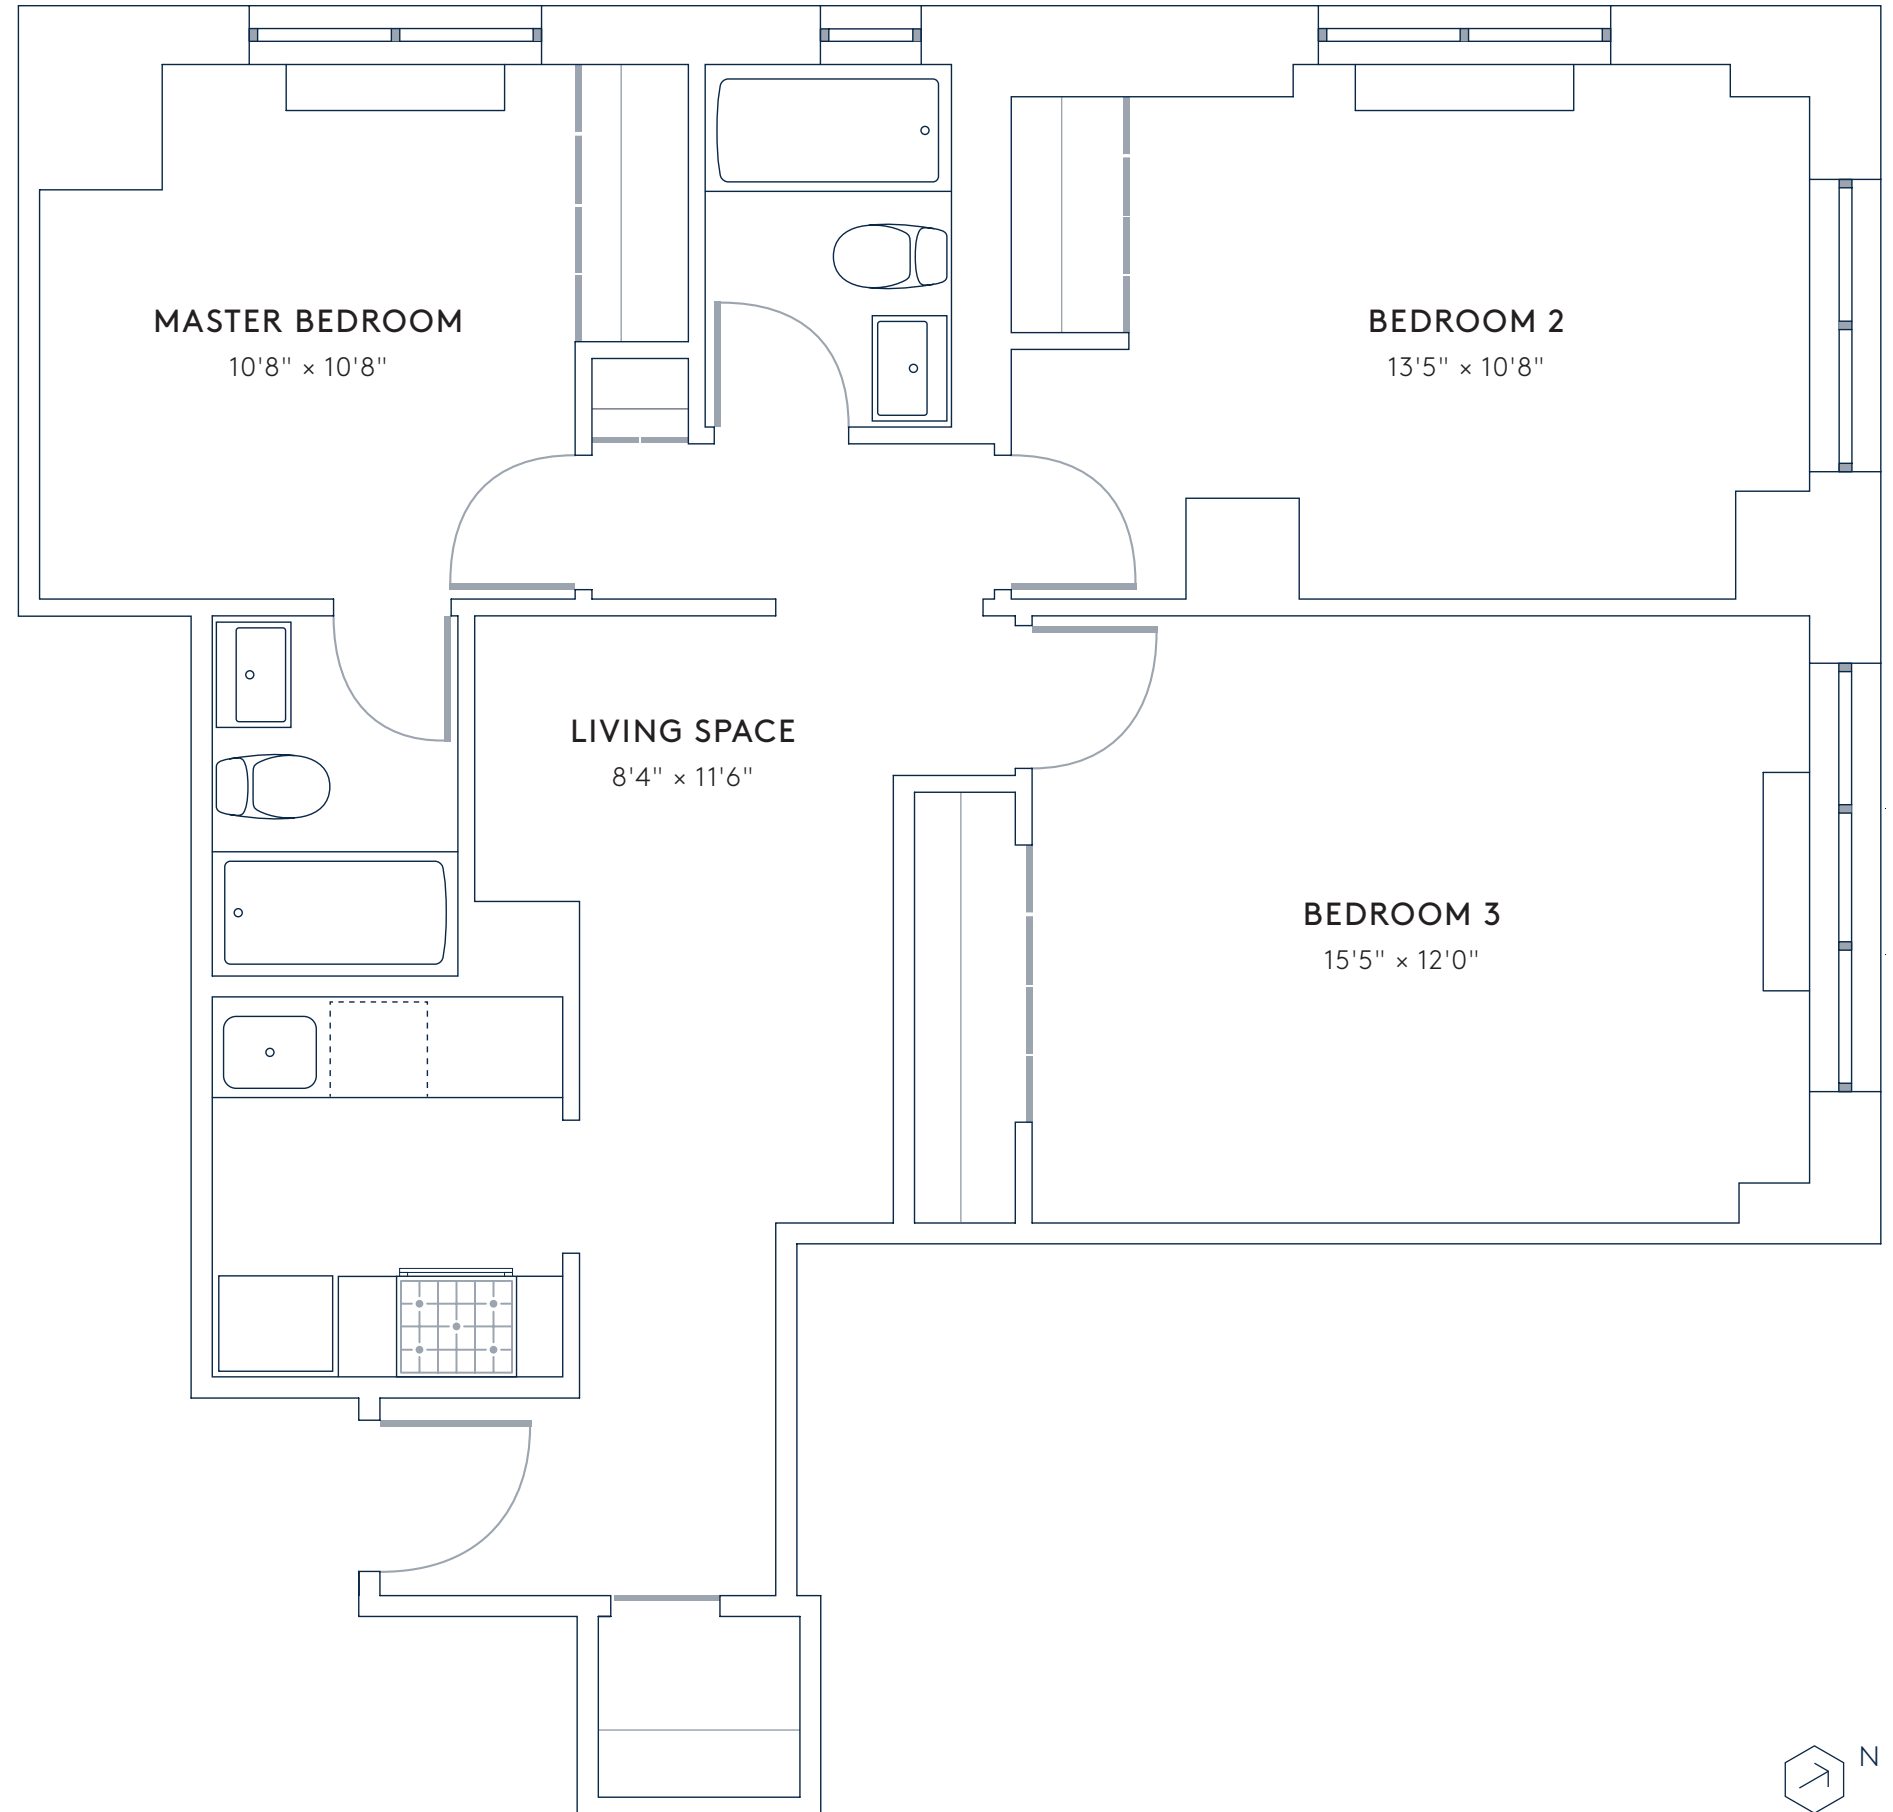 MASTER BEDROOM
10'8" × 10'8"
BEDROOM 2
13'5" × 10'8"
LIVING SPACE
8'4" × 11'6"
BEDROOM 3
15'5" × 12'0"
N